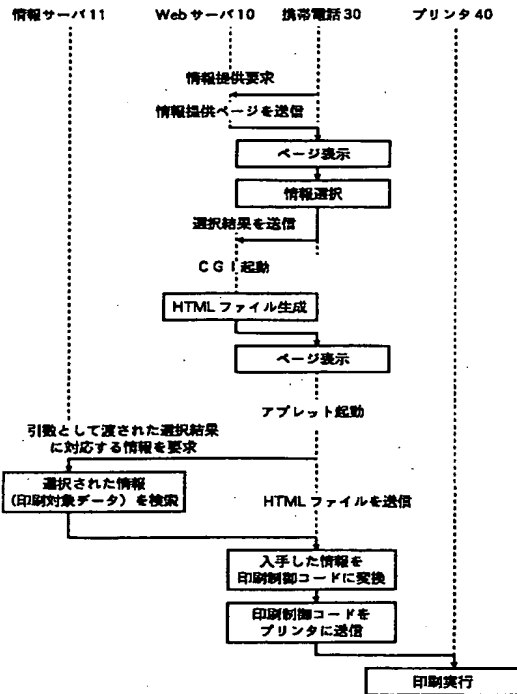 情報サーバ11 Webサーバ10 携帯電話30 プリンタ40
情報提供要求
情報提供ページを送信
ページ表示
情報選択
選択結果を送信
CGI起動
HTMLファイル生成
ページ表示
アプレット起動
引数として渡された選択結果
に対応する情報を要求
選択された情報
(印刷対象データ)を検索
HTMLファイルを送信
入手した情報を
印刷制御コードに変換
印刷制御コードを
プリンタに送信
印刷実行